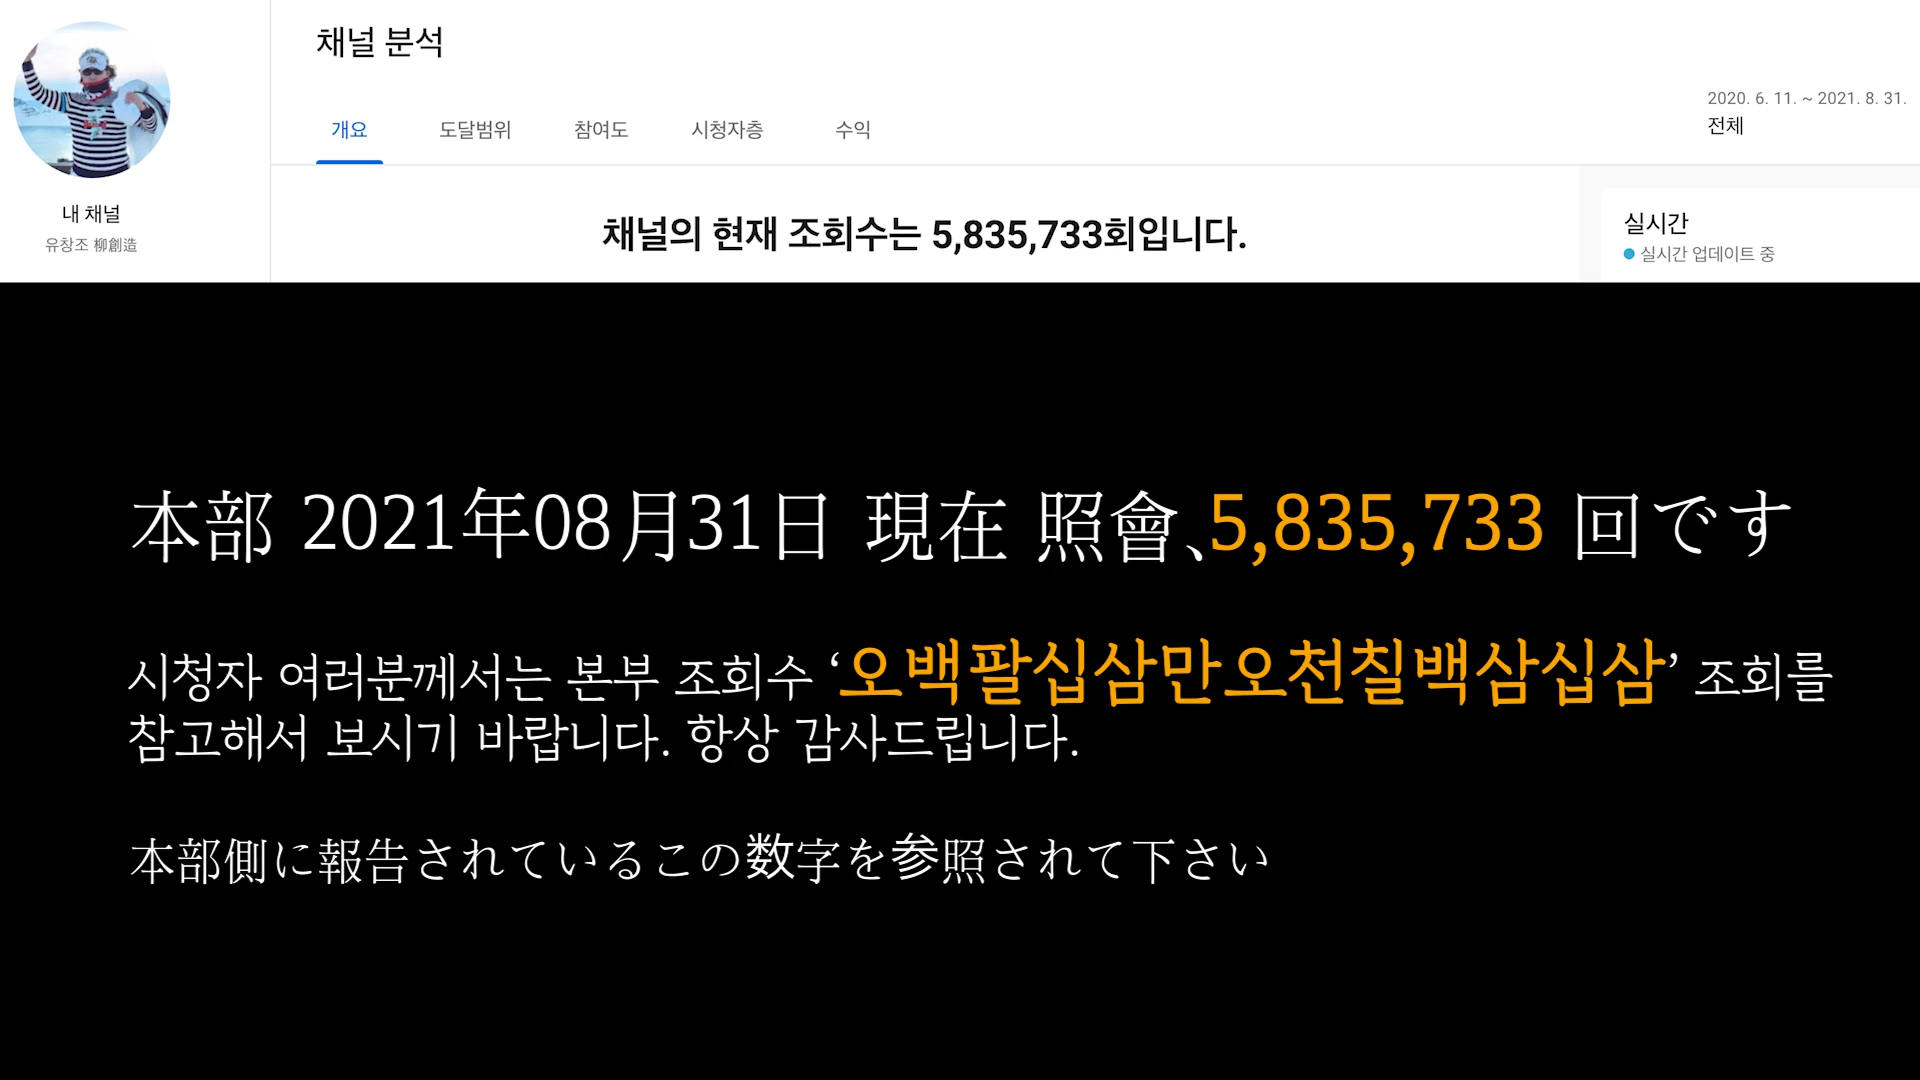 채널 분석
2020. 6. 11. ~ 2021. 8. 31.
전체
개요 도달범위 참여도 시청자층 수익
내 채널
유창조 柳創造
채널의 현재 조회수는 5,835,733회입니다.
실시간
실시간 업데이트 중
本部 2021年08月31日 現在 照會、5,835,733 回です
시청자 여러분께서는 본부 조회수 ‘오백팔십삼만오천칠백삼십삼’ 조회를
참고해서 보시기 바랍니다. 항상 감사드립니다.
本部側に報告されているこの数字を参照されて下さい